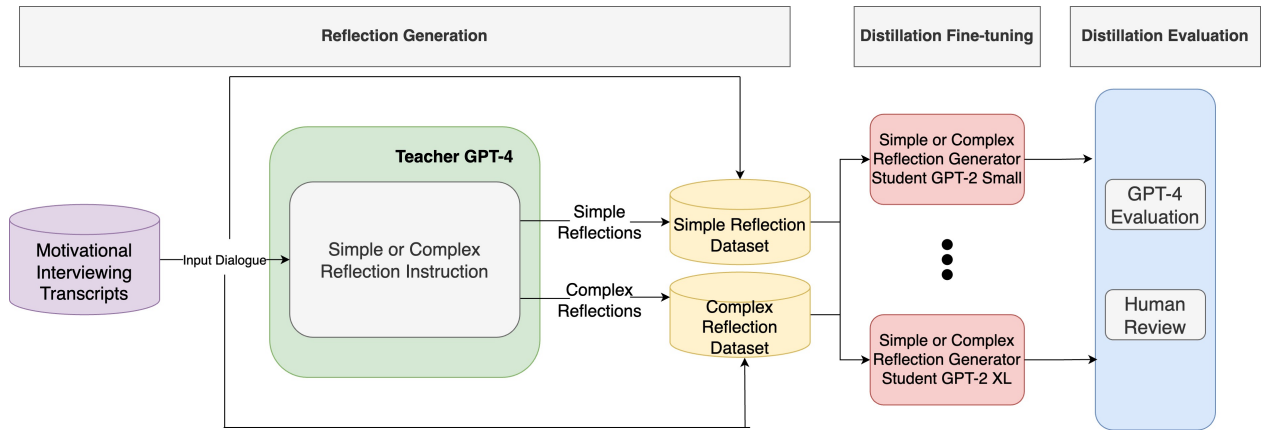 Reflection Generation
Distillation Fine-tuning
Distillation Evaluation
Motivational
Interviewing
Transcripts
Input Dialogue
Teacher GPT-4
Simple or Complex
Reflection Instruction
Simple
Reflections
Complex
Reflections
Simple Reflection
Dataset
Complex
Reflection
Dataset
Simple or Complex
Reflection Generator
Student GPT-2 Small
Simple or Complex
Reflection Generator
Student GPT-2 XL
GPT-4
Evaluation
Human
Review